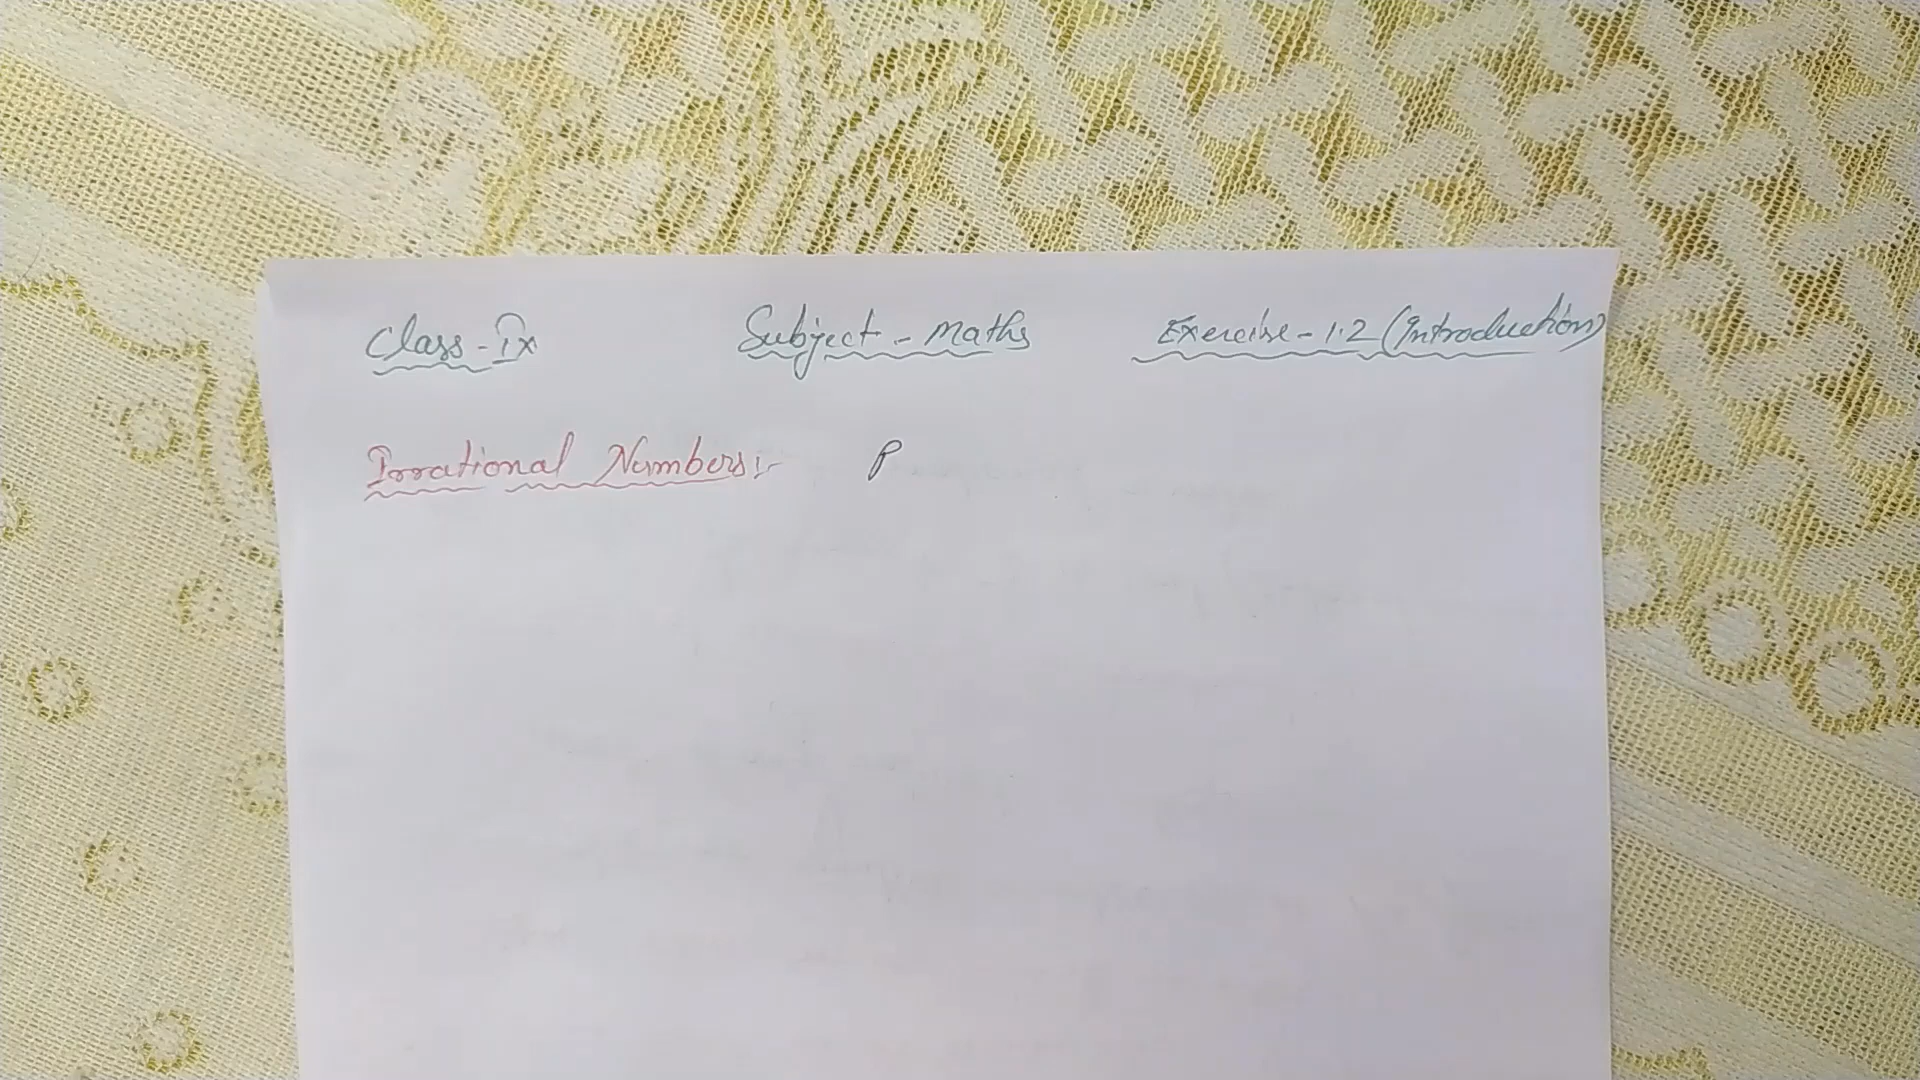 Class-IX Subject - Maths Exercise-1.2 (Introduction)
Irrational Numbers:- P